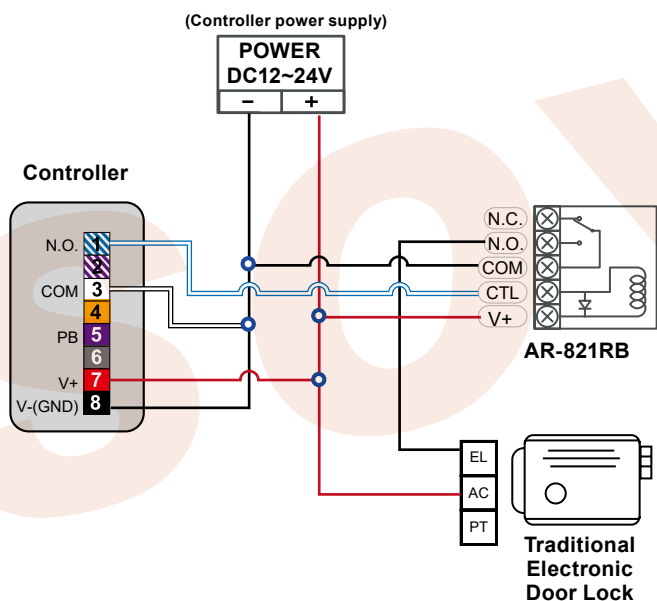 (Controller power supply)
POWER
DC12~24V
− +
Controller
N.O. 1
2
COM 3
4
PB 5
6
V+ 7
V-(GND) 8
N.C.
N.O.
COM
CTL
V+
AR-821RB
EL
AC
PT
Traditional
Electronic
Door Lock